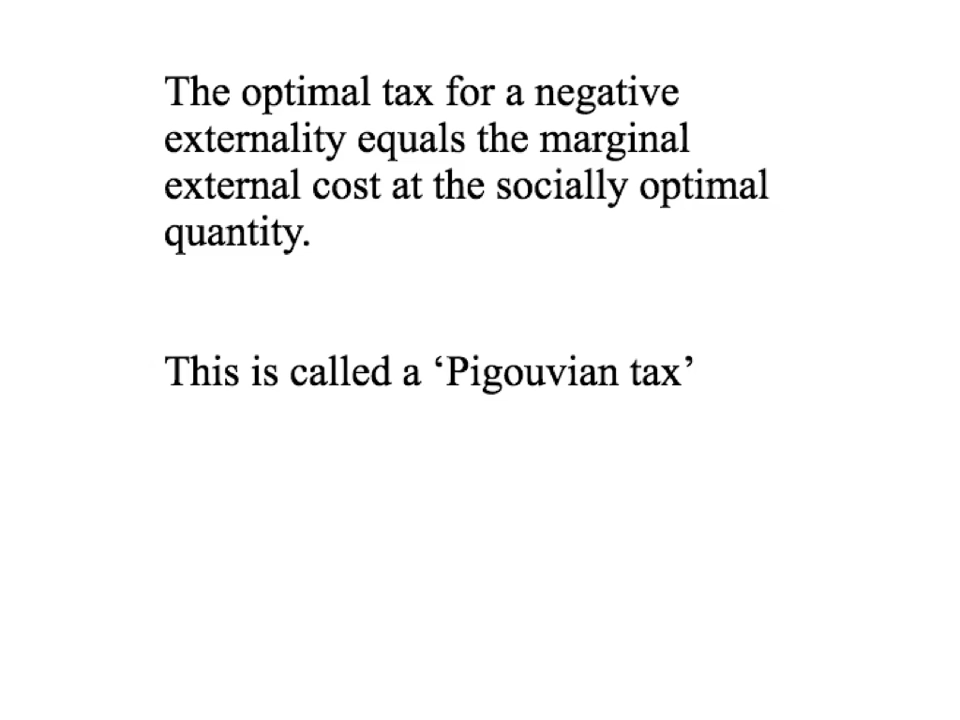 The optimal tax for a negative
externality equals the marginal
external cost at the socially optimal
quantity.
This is called a ‘Pigouvian tax’